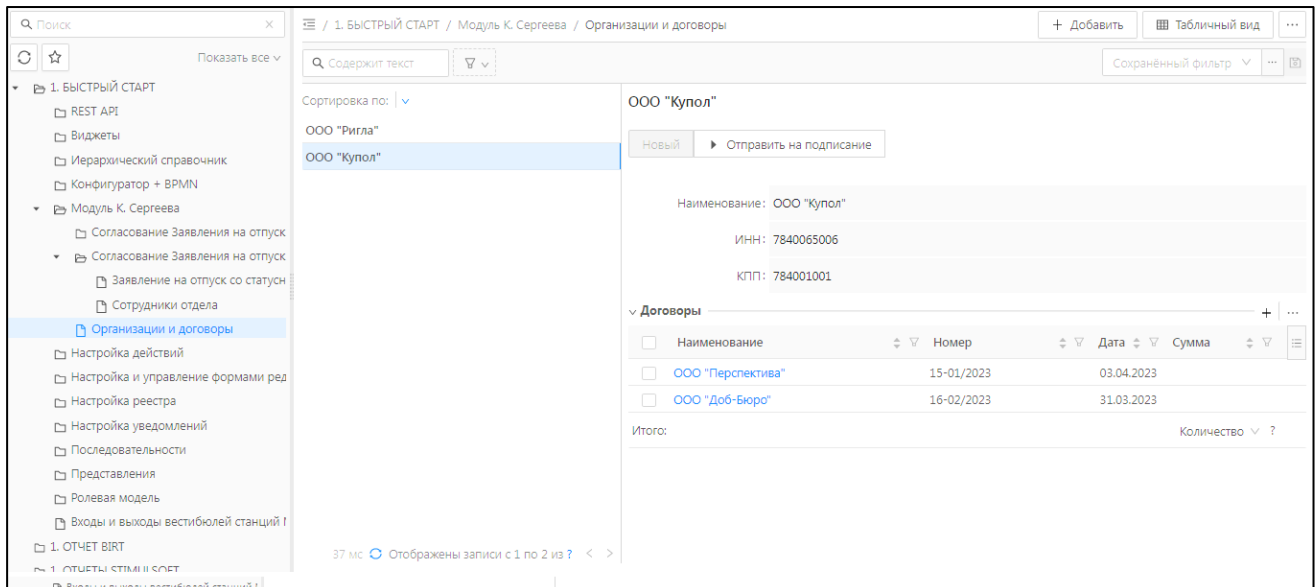 Поиск
Показать все
1. БЫСТРЫЙ СТАРТ
REST API
Виджеты
Иерархический справочник
Конфигуратор + BPMN
Модуль К. Сергеева
Согласование Заявления на отпуск
Согласование Заявления на отпуск
Заявление на отпуск со статусн
Сотрудники отдела
Организации и договоры
Настройка действий
Настройка и управление формами ред
Настройка реестра
Настройка уведомлений
Последовательности
Представления
Ролевая модель
Входы и выходы вестибюлей станций
1. ОТЧЕТ BIRT
1. ОТЧЕТЫ STIMULSOFT
/ 1. БЫСТРЫЙ СТАРТ / Модуль К. Сергеева / Организации и договоры
+ Добавить
Табличный вид
...
Содержит текст
Сохранённый фильтр
...
Сортировка по:
ООО "Ригла"
ООО "Купол"
37 мс Отображены записи с 1 по 2 из ? < >
ООО "Купол"
Новый
Отправить на подписание
Наименование: ООО "Купол"
ИНН: 7840065006
КПП: 784001001
Договоры + ...
Наименование Номер Дата Сумма
ООО "Перспектива" 15-01/2023 03.04.2023
ООО "Доб-Бюро" 16-02/2023 31.03.2023
Итого: Количество ?